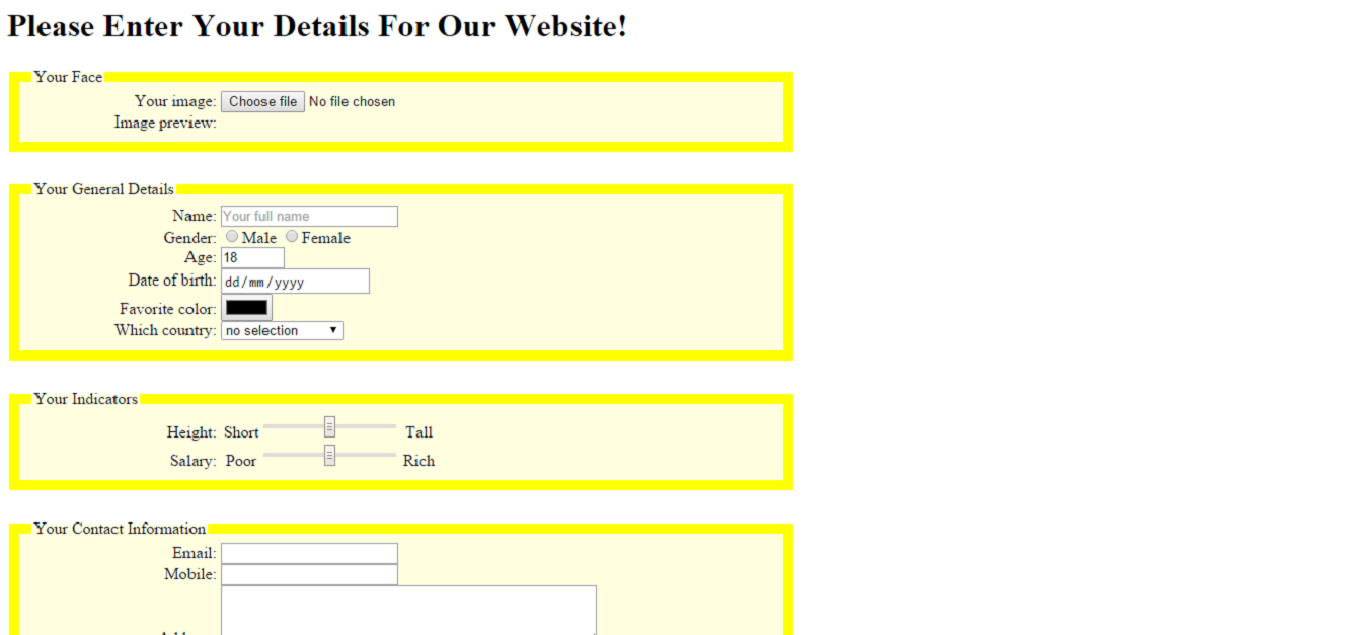 Please Enter Your Details For Our Website!
Your Face
Your image: Choose file No file chosen
Image preview:
Your General Details
Name: Your full name
Gender: Male Female
Age: 18
Date of birth: dd/mm/yyyy
Favorite color:
Which country: no selection
Your Indicators
Height: Short Tall
Salary: Poor Rich
Your Contact Information
Email:
Mobile: